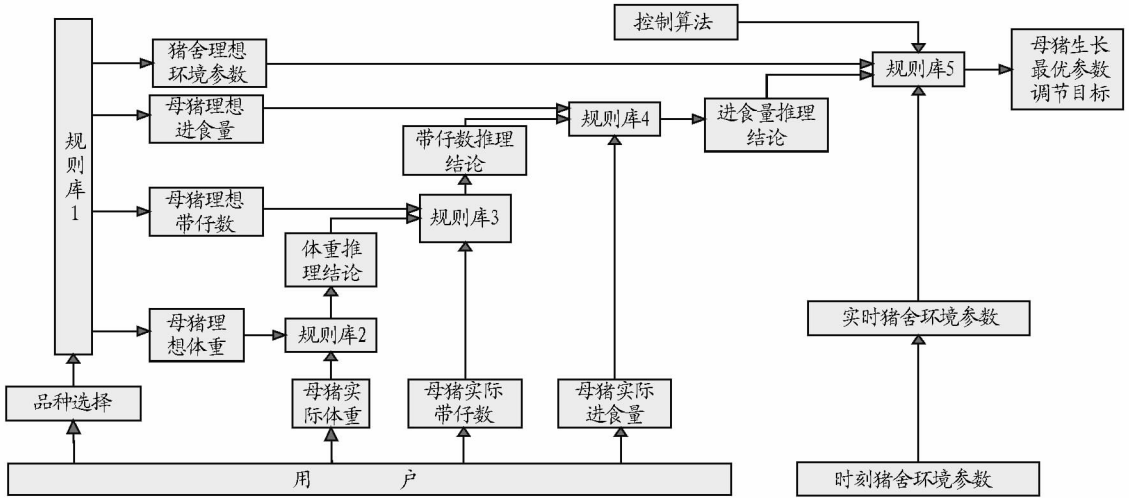 控制算法
猪舍理想
环境参数
规则库5
母猪生长
最优参数
调节目标
母猪理想
进食量
规则库4
进食量推理
结论
带仔数推理
结论
规则库1
母猪理想
带仔数
规则库3
体重推
理结论
母猪理
想体重
规则库2
实时猪舍环境参数
品种选择
母猪实
际体重
母猪实际
带仔数
母猪实际
进食量
用 户
时刻猪舍环境参数